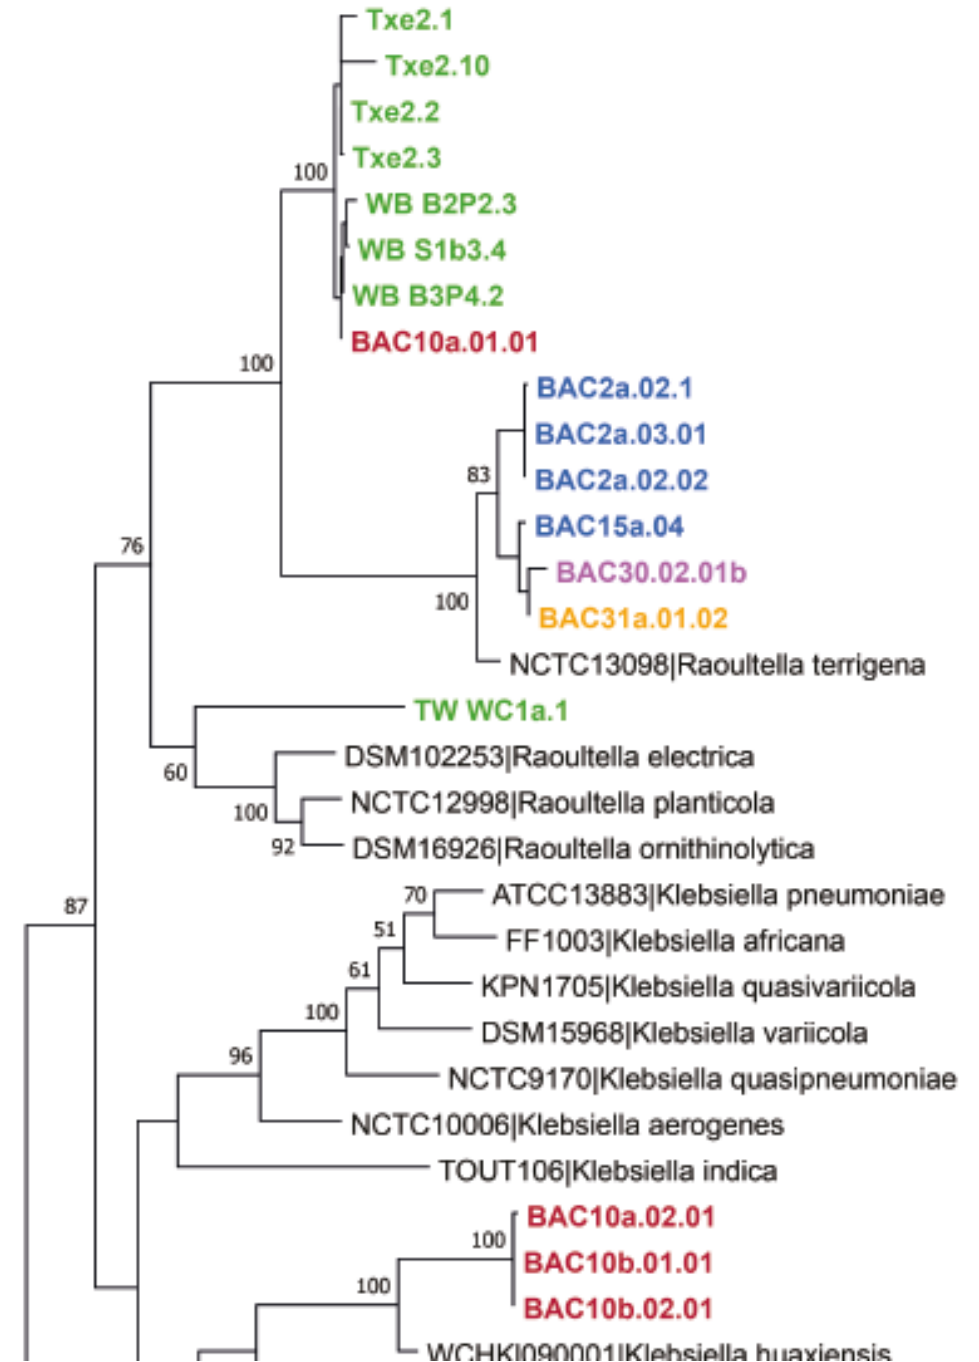 Txe2.1
Txe2.10
Txe2.2
Txe2.3
100
WB B2P2.3
WB S1b3.4
WB B3P4.2
BAC10a.01.01
100
BAC2a.02.1
BAC2a.03.01
83
BAC2a.02.02
BAC15a.04
76
BAC30.02.01b
100
BAC31a.01.02
NCTC13098|Raoultella terrigena
TW WC1a.1
DSM102253|Raoultella electrica
60
NCTC12998|Raoultella planticola
100
92
DSM16926|Raoultella ornithinolytica
70
ATCC13883|Klebsiella pneumoniae
87
51
FF1003|Klebsiella africana
61
KPN1705|Klebsiella quasivariicola
100
DSM15968|Klebsiella variicola
96
NCTC9170|Klebsiella quasipneumoniae
NCTC10006|Klebsiella aerogenes
TOUT106|Klebsiella indica
BAC10a.02.01
100
BAC10b.01.01
100
BAC10b.02.01
WCHKI090001|Klebsiella huaxiensis